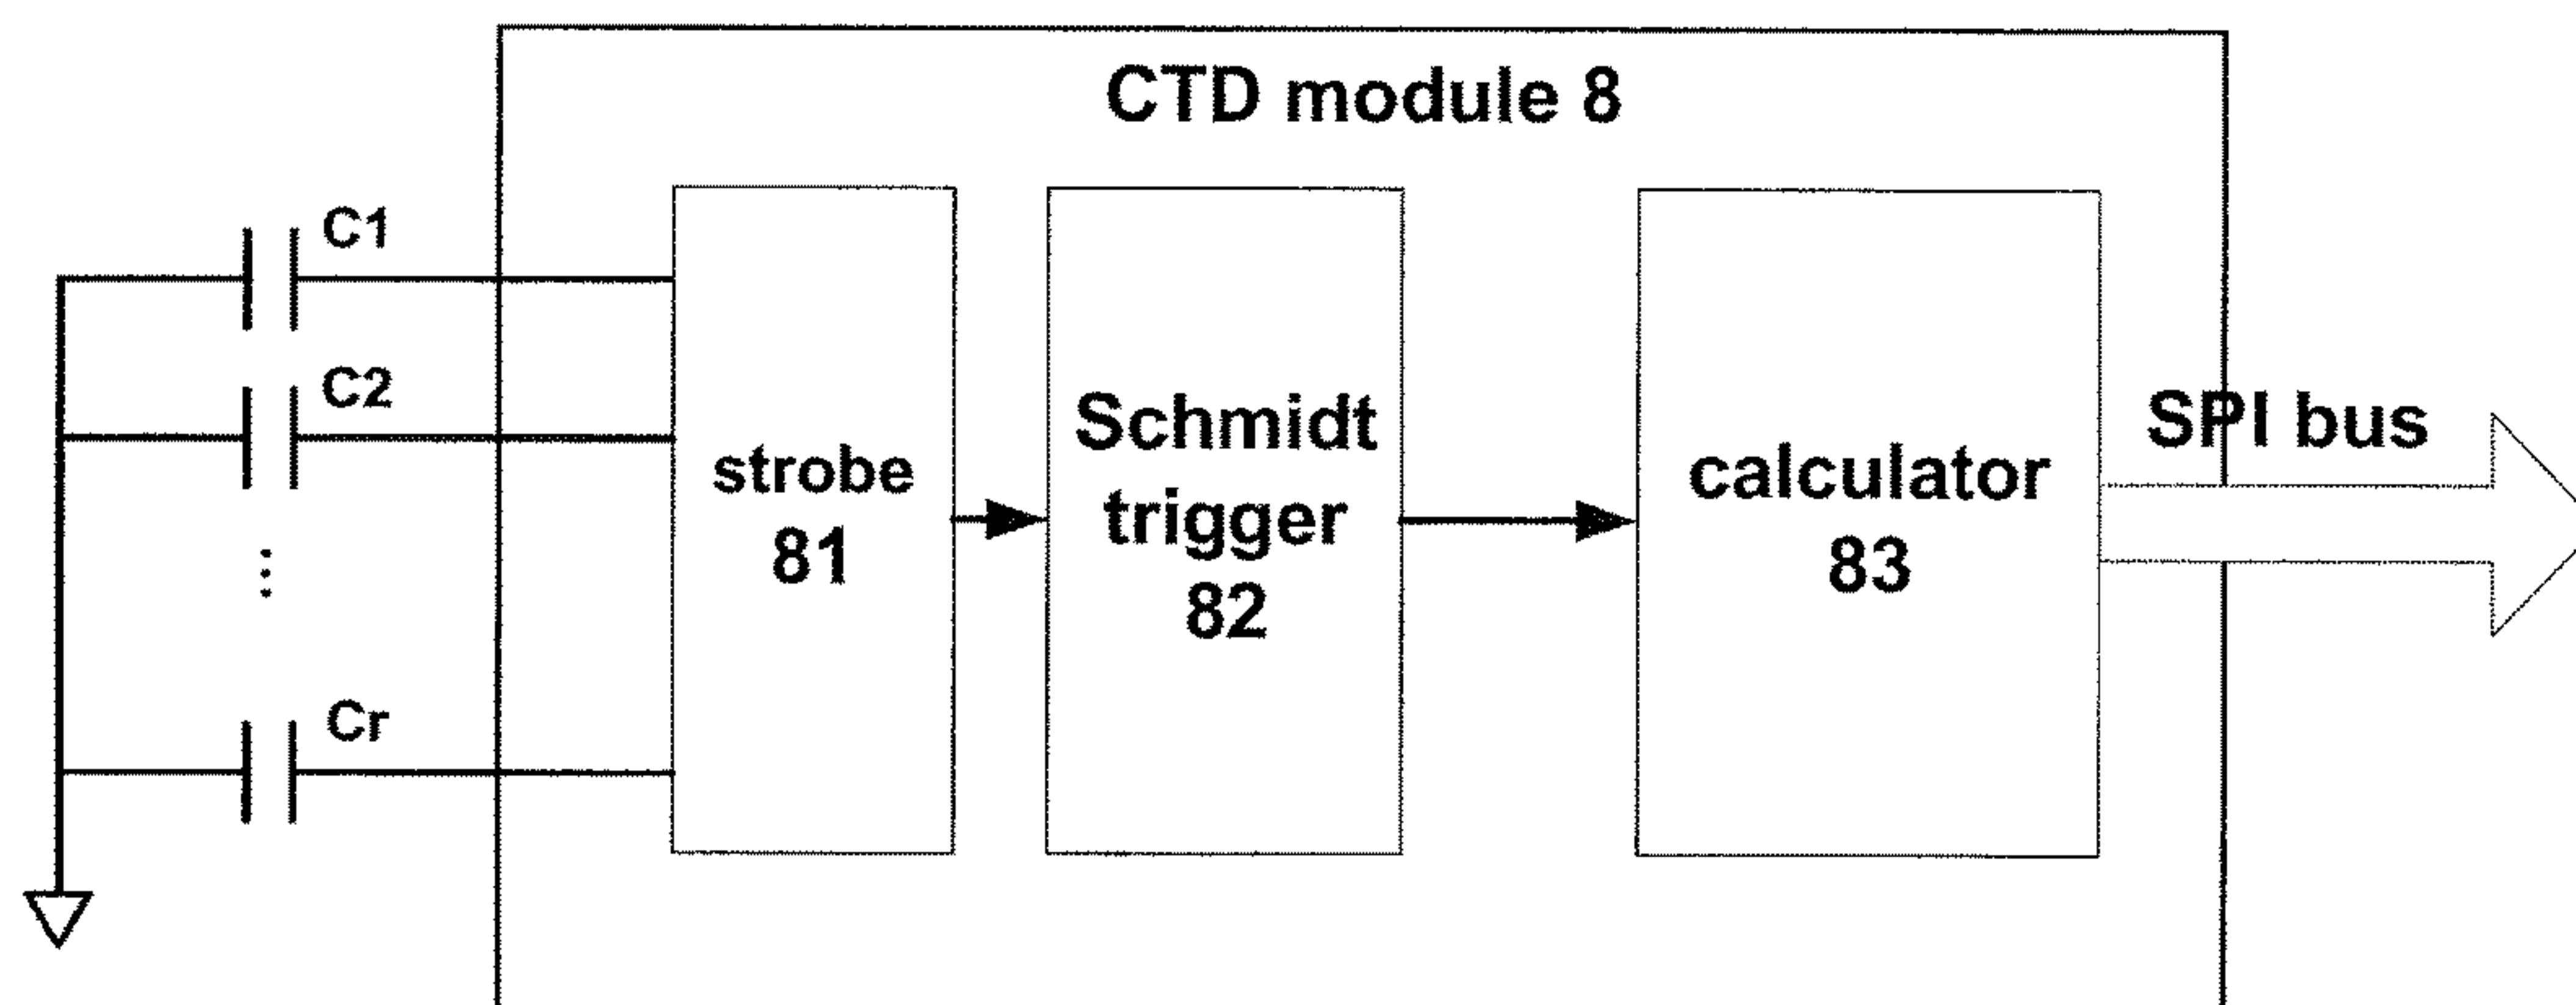 CTD module 8
C1
C2
...
Cr
strobe
81
Schmidt
trigger
82
calculator
83
SPI bus